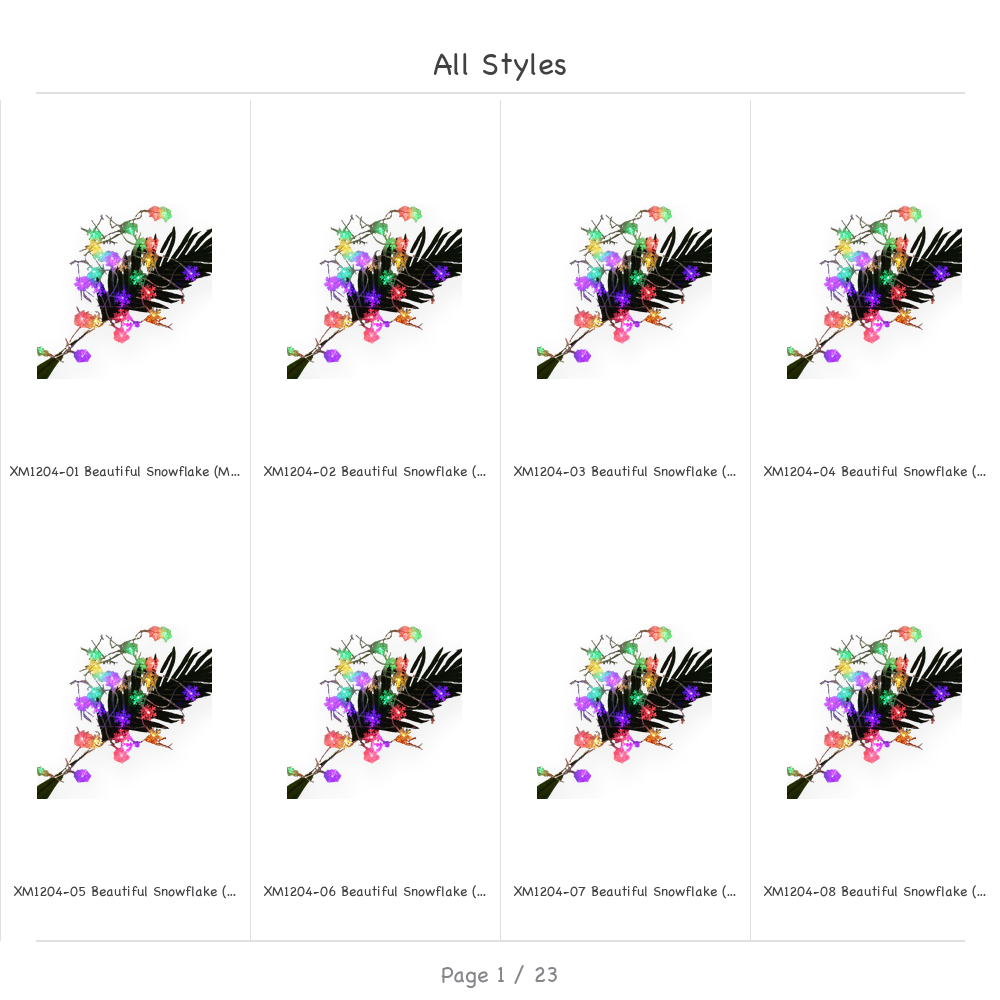 All Styles
XM1204-01 Beautiful Snowflake (M...
XM1204-02 Beautiful Snowflake (...
XM1204-03 Beautiful Snowflake (...
XM1204-04 Beautiful Snowflake (...
XM1204-05 Beautiful Snowflake (...
XM1204-06 Beautiful Snowflake (...
XM1204-07 Beautiful Snowflake (...
XM1204-08 Beautiful Snowflake (...
Page 1 / 23